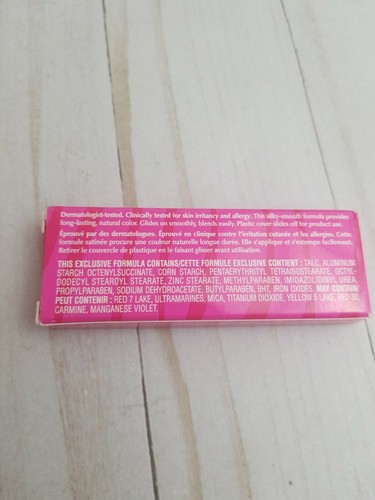 Dermatologist-tested. Clinically tested for skin irritancy and allergy. This silky-smooth formula provides
long-lasting, natural color. Glides on smoothly, blends easily. Plastic cover slides off for product use.
Éprouvé par des dermatologues. Éprouvé en clinique contre l'irritation cutanée et les allergies. Cette
formule satinée procure une couleur naturelle longue durée. Elle s'applique et s'estompe facilement.
Retirer le couvercle de plastique en le faisant glisser avant utilisation.
THIS EXCLUSIVE FORMULA CONTAINS/CETTE FORMULE EXCLUSIVE CONTIENT : TALC, ALUMINUM
STARCH OCTENYLSUCCINATE, CORN STARCH, PENTAERYTHRITYL TETRAISOSTEARATE, OCTYL-
DODECYL STEAROYL STEARATE, ZINC STEARATE, METHYLPARABEN, IMIDAZOLIDINYL UREA,
PROPYLPARABEN, SODIUM DEHYDROACETATE, BUTYLPARABEN, BHT, IRON OXIDES. MAY CONTAIN/
PEUT CONTENIR : RED 7 LAKE, ULTRAMARINES, MICA, TITANIUM DIOXIDE, YELLOW 5 LAKE, RED 30,
CARMINE, MANGANESE VIOLET.